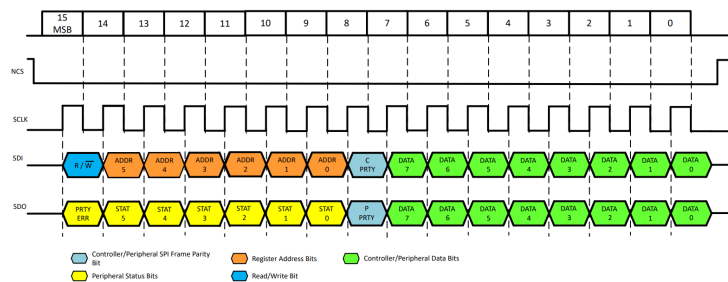 15
MSB
14 13 12 11 10 9 8 7 6 5 4 3 2 1 0
NCS
SCLK
SDI
R / W
ADDR
5
ADDR
4
ADDR
3
ADDR
2
ADDR
1
ADDR
0
C
PRTY
DATA
7
DATA
6
DATA
5
DATA
4
DATA
3
DATA
2
DATA
1
DATA
0
SDO
PRTY
ERR
STAT
5
STAT
4
STAT
3
STAT
2
STAT
1
STAT
0
P
PRTY
DATA
7
DATA
6
DATA
5
DATA
4
DATA
3
DATA
2
DATA
1
DATA
0
Controller/Peripheral SPI Frame Parity
Bit
Register Address Bits
Controller/Peripheral Data Bits
Peripheral Status Bits
Read/Write Bit